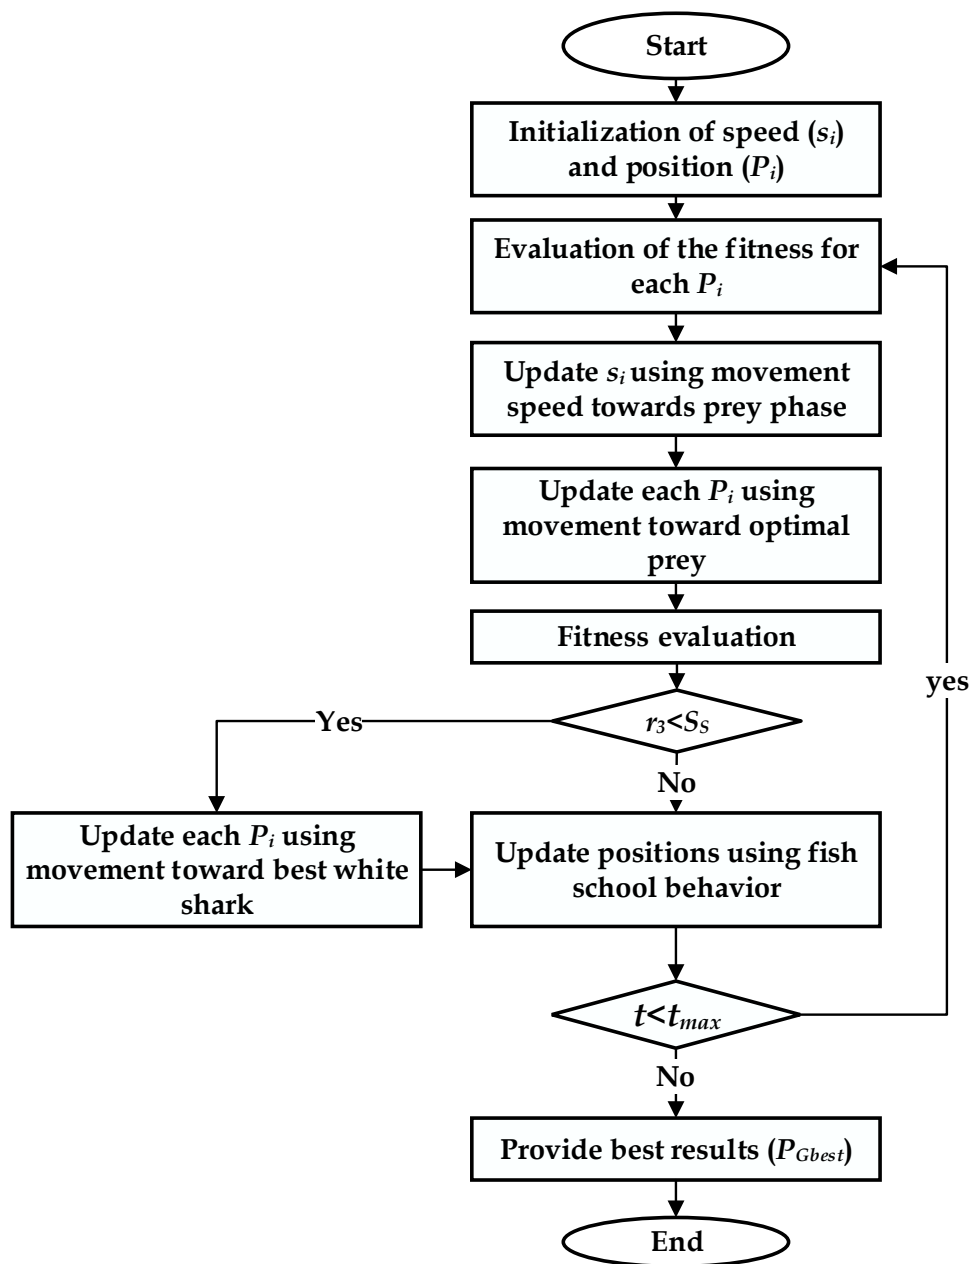 Start
Initialization of speed (sᵢ)
and position (Pᵢ)
Evaluation of the fitness for
each Pᵢ
Update sᵢ using movement
speed towards prey phase
Update each Pᵢ using
movement toward optimal
prey
Fitness evaluation
r₃<S_S
Yes
No
yes
Update each Pᵢ using
movement toward best white
shark
Update positions using fish
school behavior
t<t_max
No
Provide best results (P_Gbest)
End